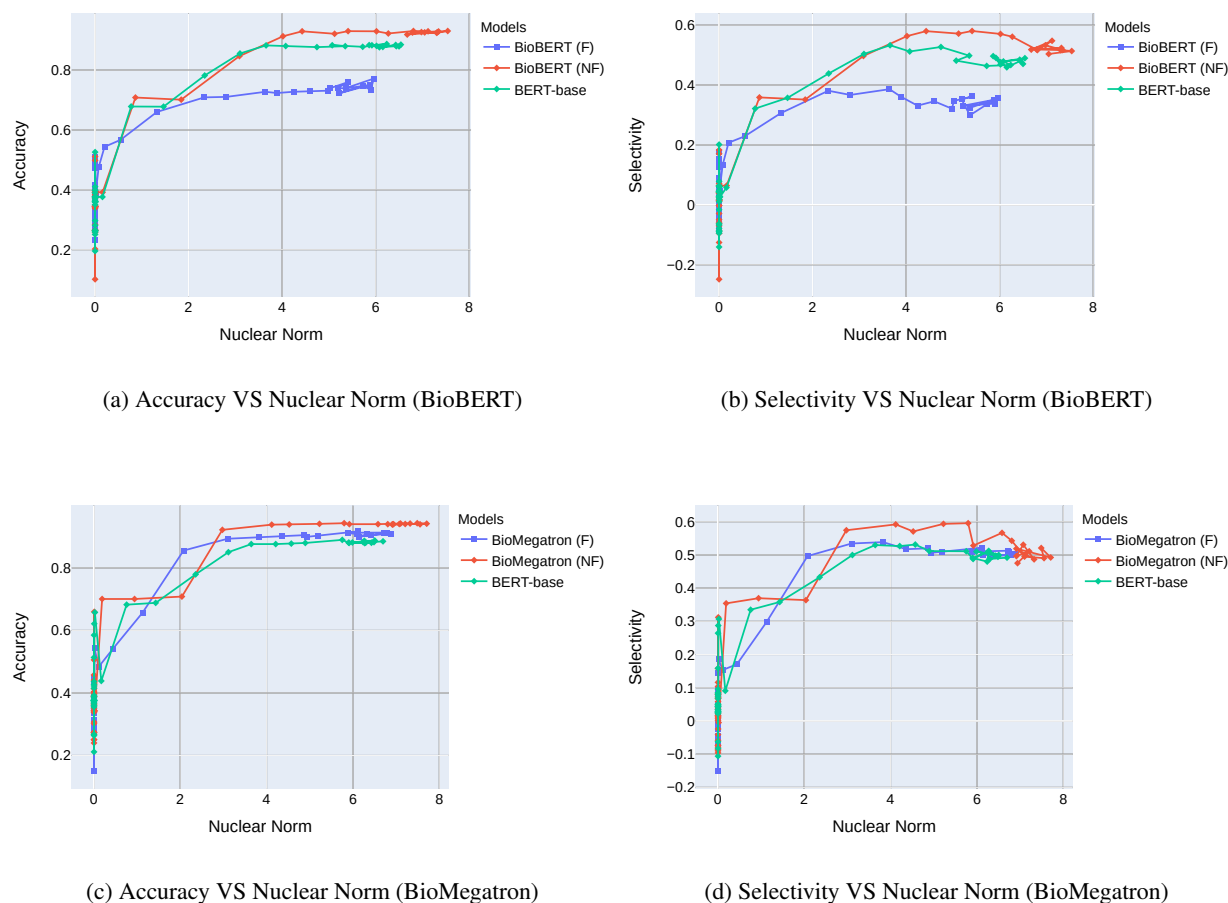 Accuracy
0.8
0.6
0.4
0.2
0
2
4
6
8
Nuclear Norm
Models
BioBERT (F)
BioBERT (NF)
BERT-base
(a) Accuracy VS Nuclear Norm (BioBERT)
Selectivity
0.6
0.4
0.2
0
−0.2
0
2
4
6
8
Nuclear Norm
Models
BioBERT (F)
BioBERT (NF)
BERT-base
(b) Selectivity VS Nuclear Norm (BioBERT)
Accuracy
1
0.8
0.6
0.4
0.2
0
2
4
6
8
Nuclear Norm
Models
BioMegatron (F)
BioMegatron (NF)
BERT-base
(c) Accuracy VS Nuclear Norm (BioMegatron)
Selectivity
0.6
0.5
0.4
0.3
0.2
0.1
0
−0.1
−0.2
0
2
4
6
8
Nuclear Norm
Models
BioMegatron (F)
BioMegatron (NF)
BERT-base
(d) Selectivity VS Nuclear Norm (BioMegatron)